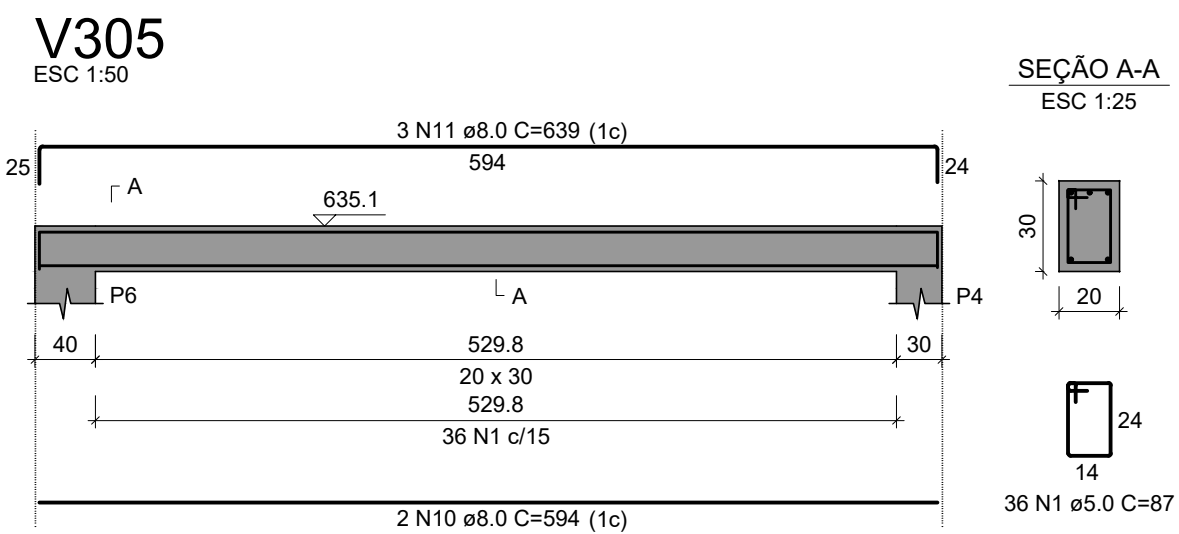 V305
ESC 1:50
SEÇÃO A-A
ESC 1:25
3 N11 ø8.0 C=639 (1c)
25
594
24
A
635.1
30
P6
A
P4
20
40
529.8
30
20 x 30
529.8
36 N1 c/15
24
14
36 N1 ø5.0 C=87
2 N10 ø8.0 C=594 (1c)